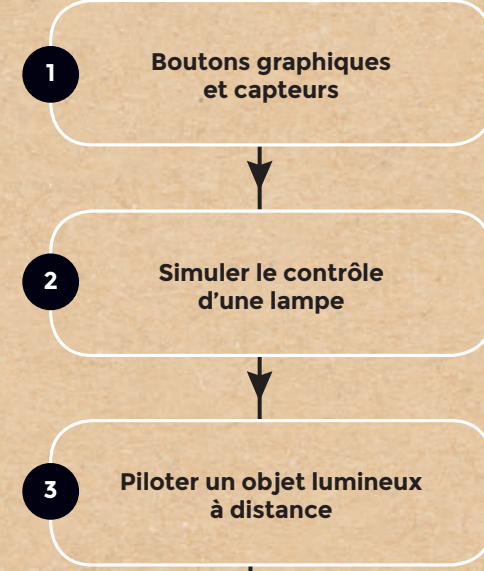 1
Boutons graphiques
et capteurs
2
Simuler le contrôle
d’une lampe
3
Piloter un objet lumineux
à distance